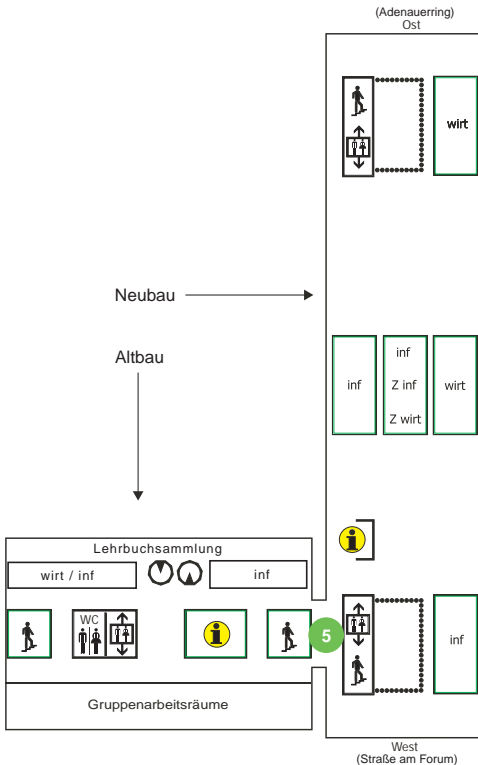 (Adenauerring)
Ost
wirt
Neubau
Altbau
inf
inf
Z inf
Z wirt
wirt
i
Lehrbuchsammlung
wirt / inf
inf
WC
i
5
inf
Gruppenarbeitsräume
West
(Straße am Forum)